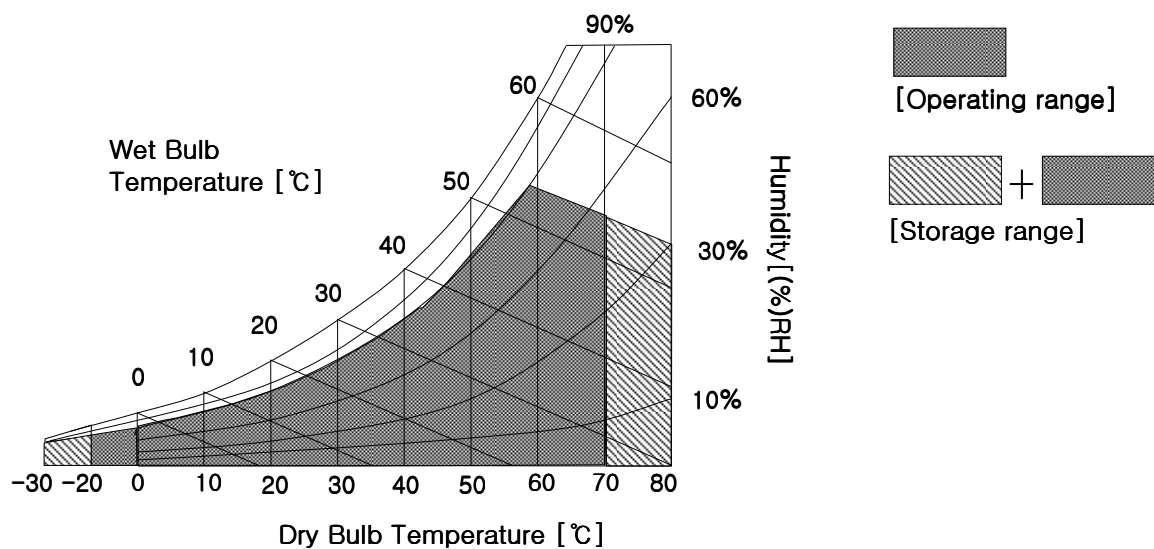 90%
60
60%
[Operating range]
Wet Bulb
Temperature [℃]
50
Humidity[(%)RH]
+
[Storage range]
40
30%
30
20
10
0
10%
-30 -20 0 10 20 30 40 50 60 70 80
Dry Bulb Temperature [℃]